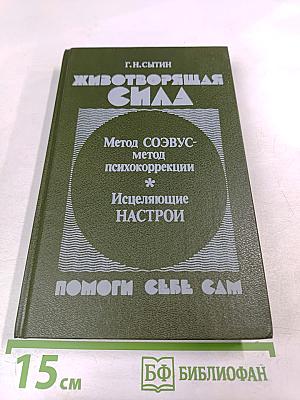 Г.Н.СЫТИН
ЖИВОТВОРЯЩАЯ
СИЛА
Метод СОЭВУС-
метод
психокоррекции
*
Исцеляющие
НАСТРОИ
ПОМОГИ СЕБЕ САМ
15 см
БФ БИБЛИОФАН